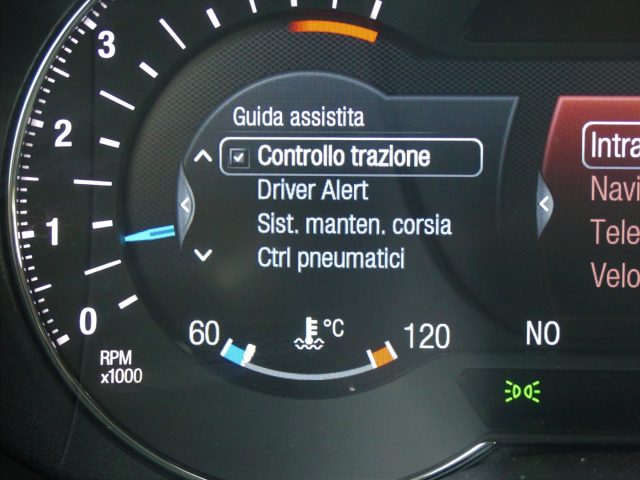 3
2
1
0
RPM
x1000
Guida assistita
Controllo trazione
Driver Alert
Sist. manten. corsia
Ctrl pneumatici
60
°C
120
NO
Intra
Navi
Tele
Velo